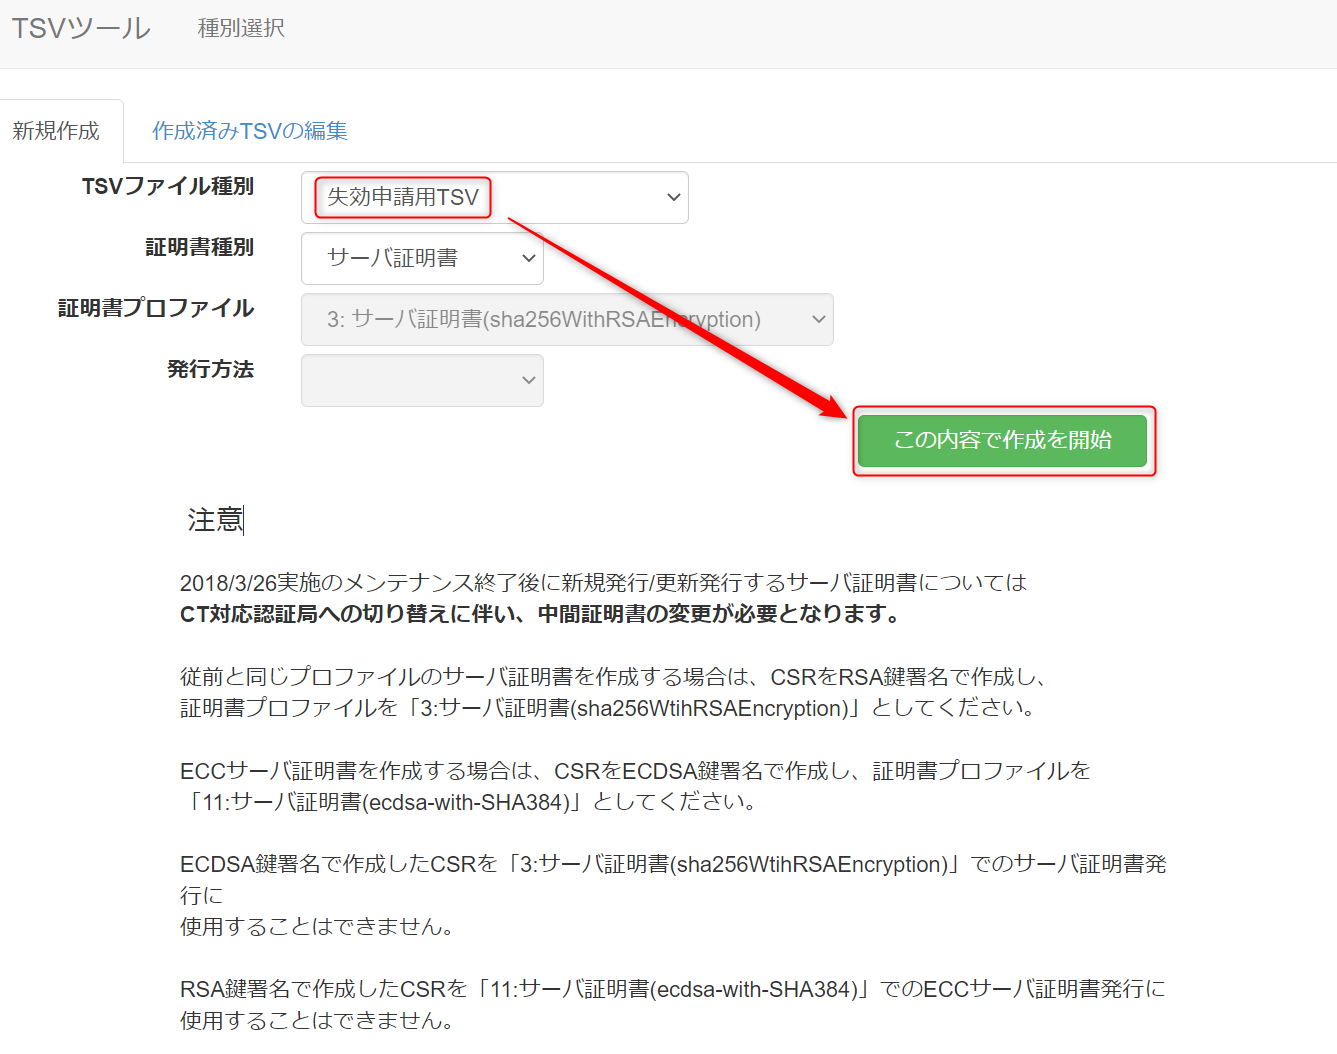 TSVツール 種別選択
新規作成 作成済みTSVの編集
TSVファイル種別 失効申請用TSV
証明書種別 サーバ証明書
証明書プロファイル 3: サーバ証明書(sha256WithRSAEncryption)
発行方法
この内容で作成を開始
注意
2018/3/26実施のメンテナンス終了後に新規発行/更新発行するサーバ証明書については
CT対応認証局への切り替えに伴い、中間証明書の変更が必要となります。
従前と同じプロファイルのサーバ証明書を作成する場合は、CSRをRSA鍵署名で作成し、
証明書プロファイルを「3:サーバ証明書(sha256WtihRSAEncryption)」としてください。
ECCサーバ証明書を作成する場合は、CSRをECDSA鍵署名で作成し、証明書プロファイルを
「11:サーバ証明書(ecdsa-with-SHA384)」としてください。
ECDSA鍵署名で作成したCSRを「3:サーバ証明書(sha256WtihRSAEncryption)」でのサーバ証明書発
行に
使用することはできません。
RSA鍵署名で作成したCSRを「11:サーバ証明書(ecdsa-with-SHA384)」でのECCサーバ証明書発行に
使用することはできません。